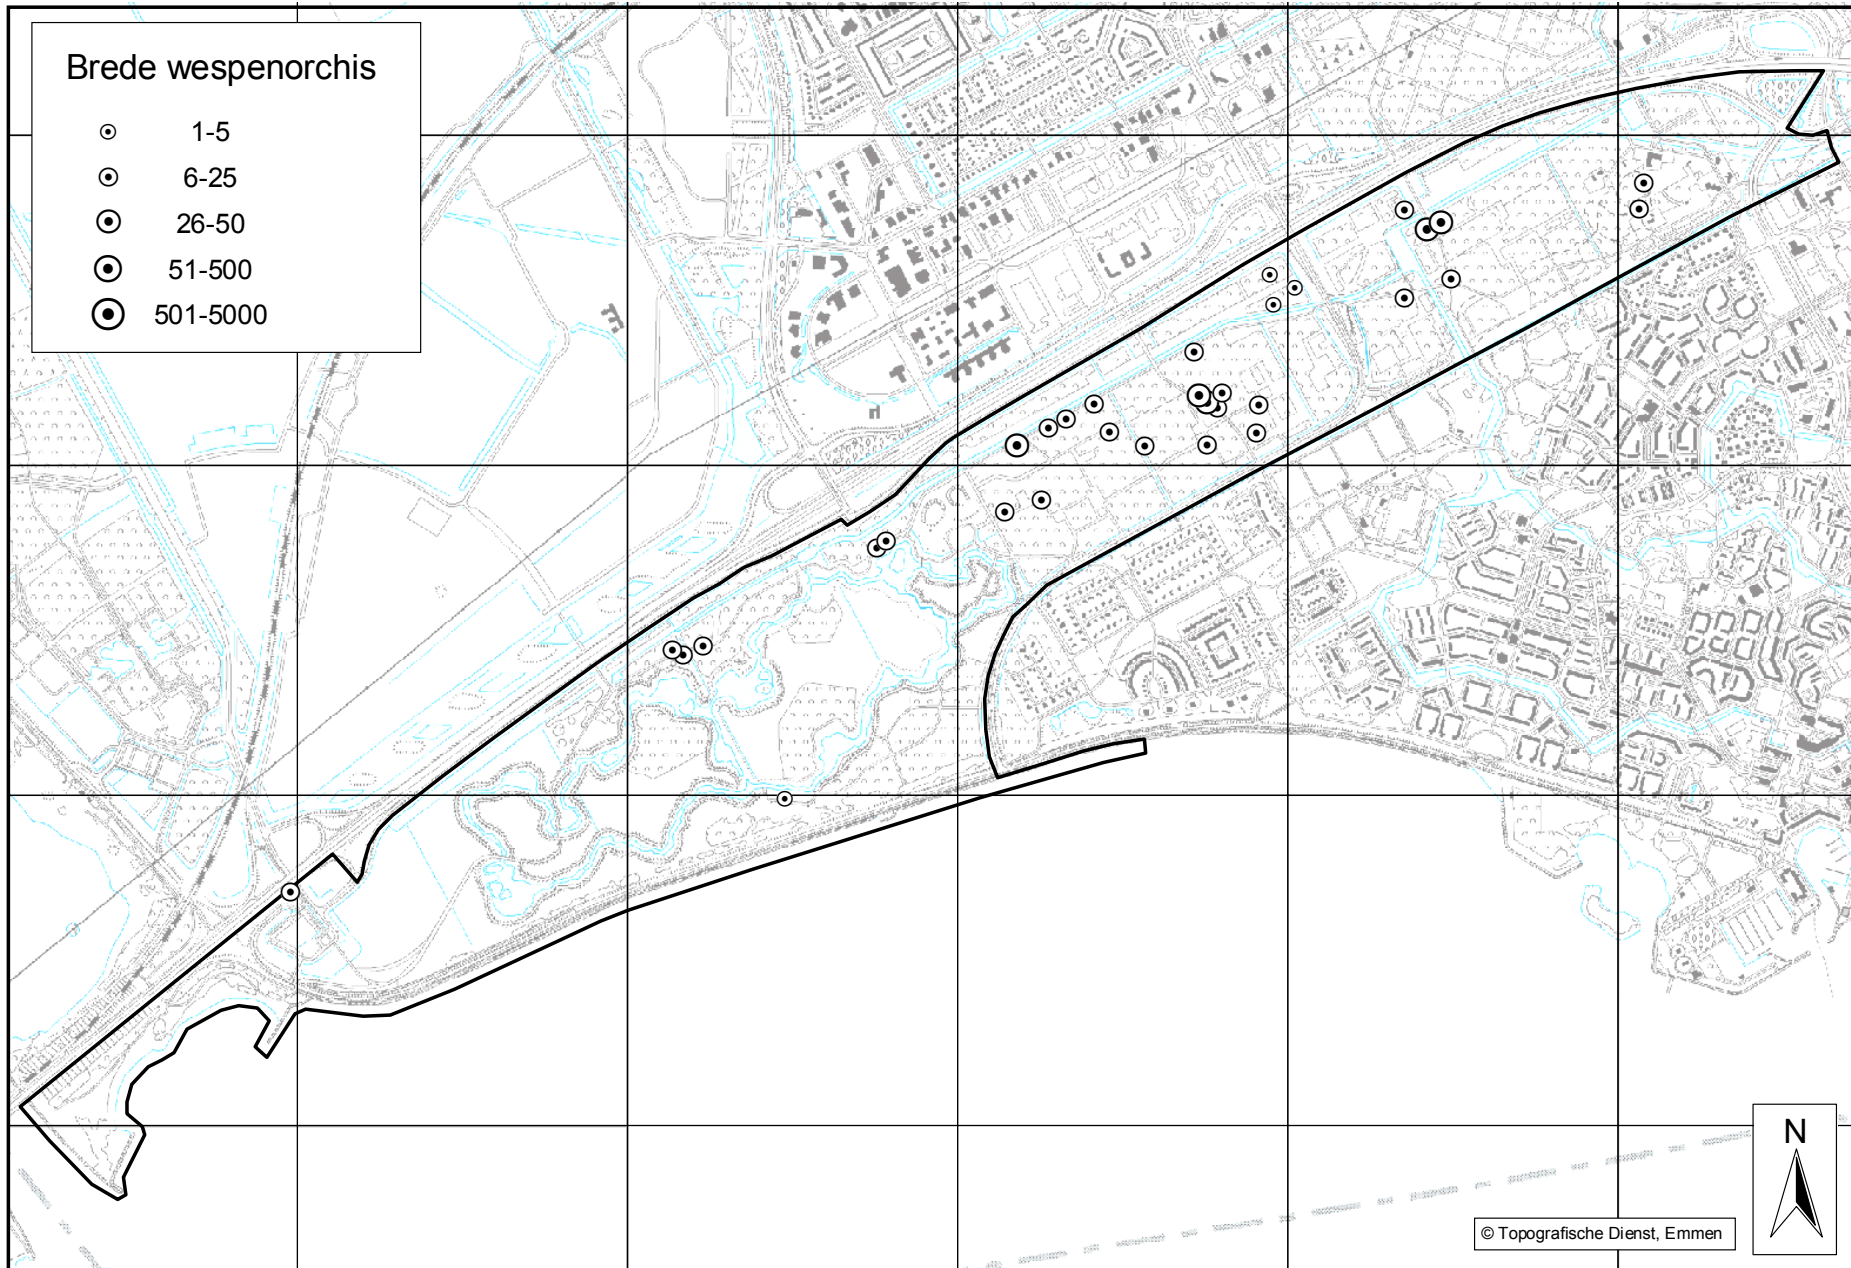 Brede wespenorchis
1-5
6-25
26-50
51-500
501-5000
N
© Topografische Dienst, Emmen